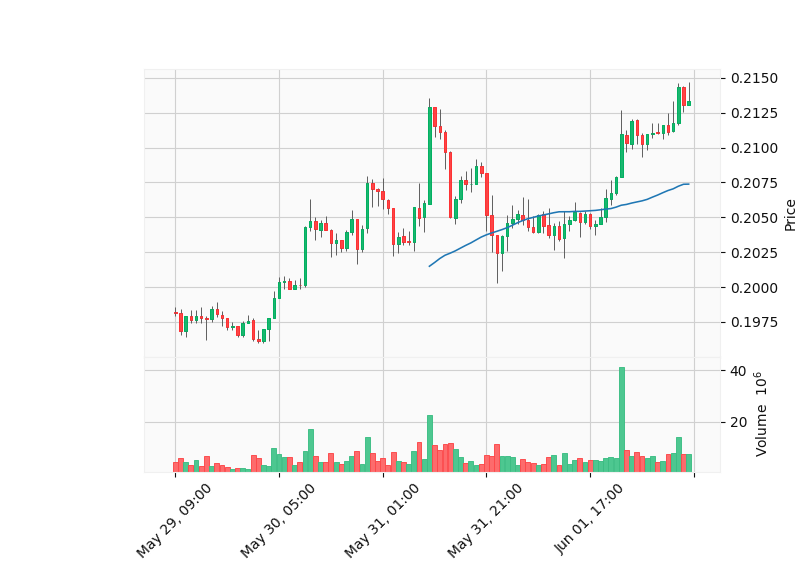 0.2150
0.2125
0.2100
0.2075
0.2050
0.2025
0.2000
0.1975
Price
40
20
Volume 10⁶
May 29, 09:00
May 30, 05:00
May 31, 01:00
May 31, 21:00
Jun 01, 17:00